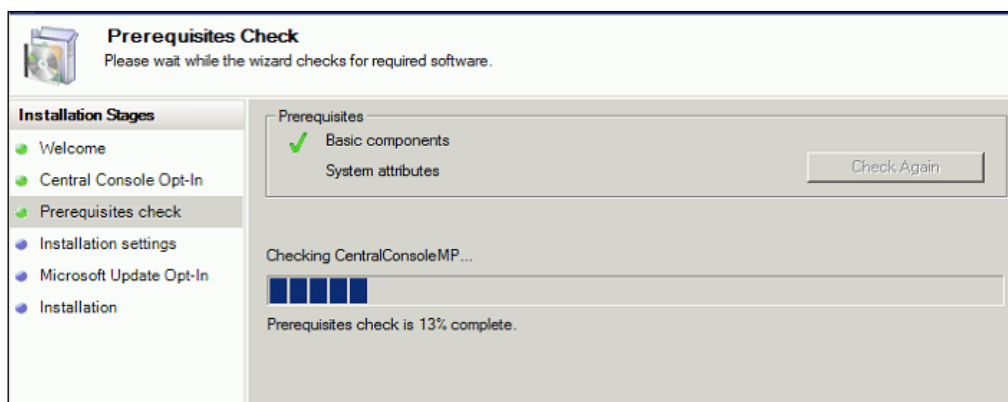 Prerequisites Check
Please wait while the wizard checks for required software.
Installation Stages
Welcome
Central Console Opt-In
Prerequisites check
Installation settings
Microsoft Update Opt-In
Installation
Prerequisites
Basic components
System attributes
Check Again
Checking CentralConsoleMP...
Prerequisites check is 13% complete.